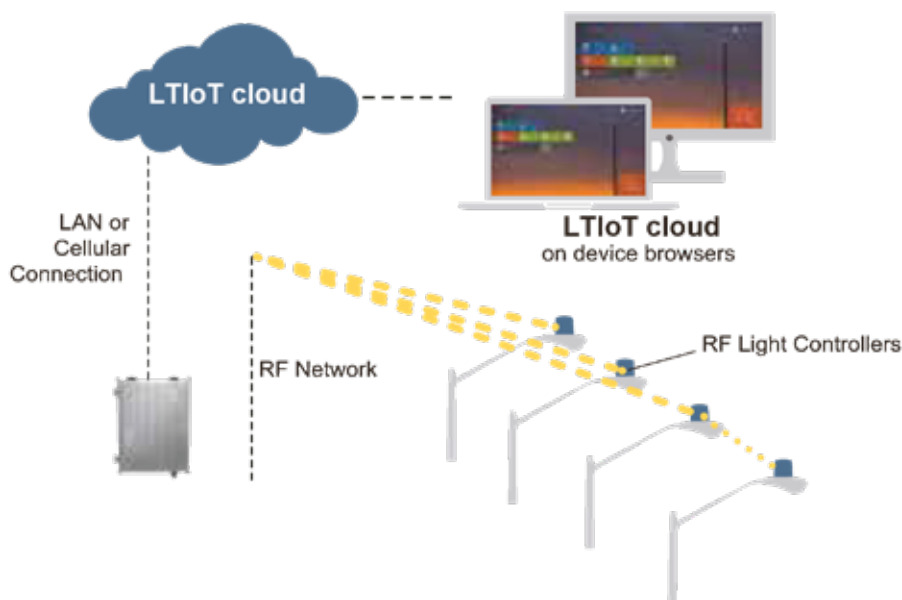 LTIoT cloud
LAN or
Cellular
Connection
LTIoT cloud
on device browsers
RF Network
RF Light Controllers